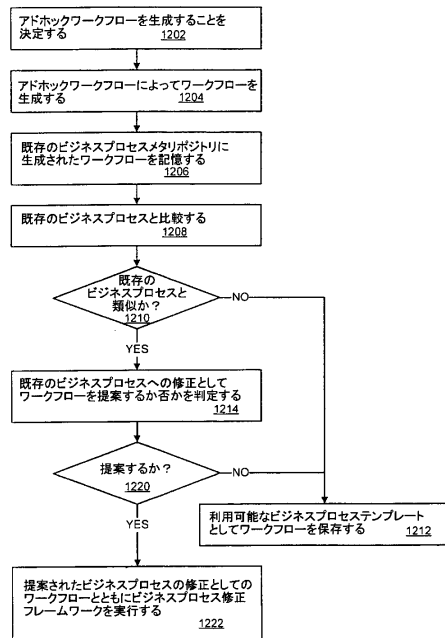 アドホックワークフローを生成することを
決定する 1202
アドホックワークフローによってワークフローを
生成する 1204
既存のビジネスプロセスメタリポジトリに
生成されたワークフローを記憶する
1206
既存のビジネスプロセスと比較する
1208
既存の
ビジネスプロセスと
類似か?
1210
NO
YES
既存のビジネスプロセスへの修正として
ワークフローを提案するか否かを判定する
1214
提案するか?
1220
NO
YES
利用可能なビジネスプロセステンプレート
としてワークフローを保存する 1212
提案されたビジネスプロセスの修正としての
ワークフローとともにビジネスプロセス修正
フレームワークを実行する
1222